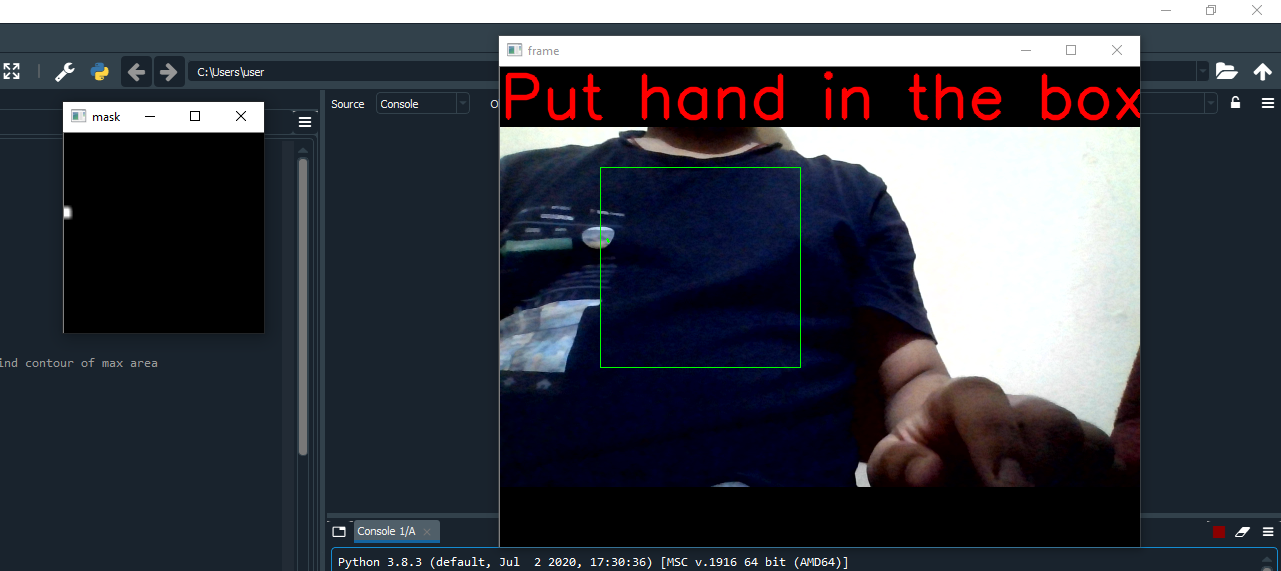 frame
C:\Users\user
Source
Console
O
mask
Put hand in the box
ind contour of max area
Console 1/A
Python 3.8.3 (default, Jul  2 2020, 17:30:36) [MSC v.1916 64 bit (AMD64)]